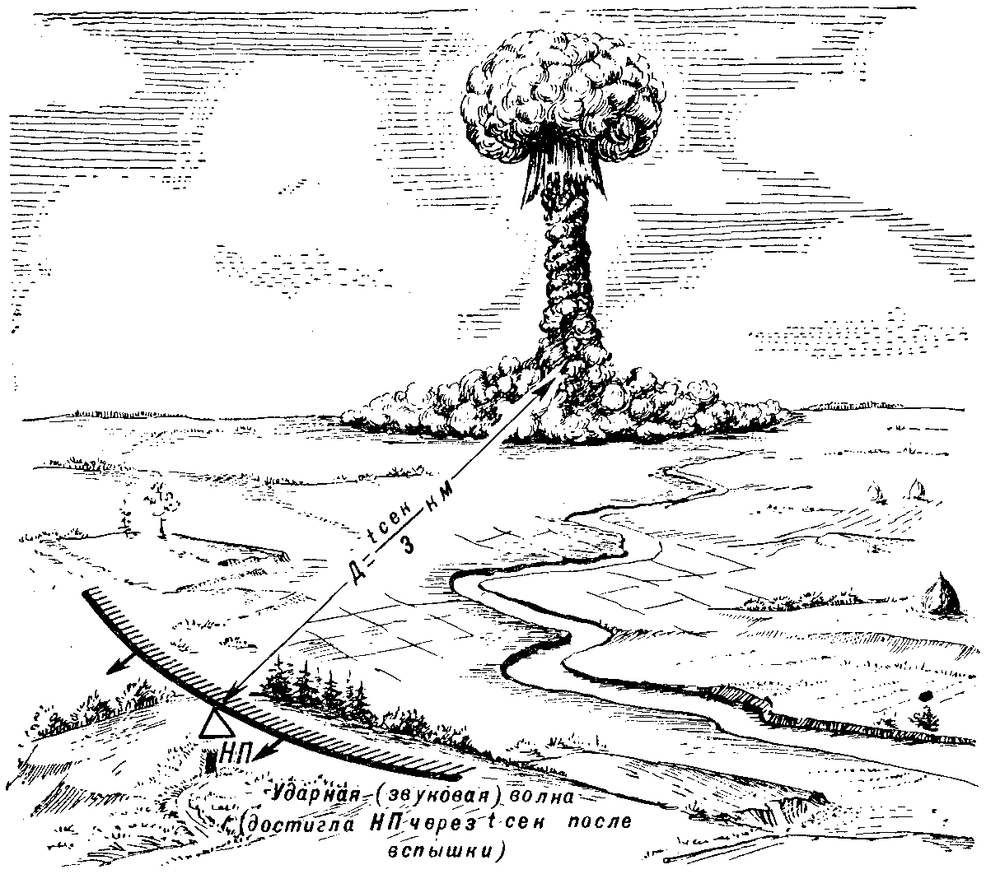 Д = t сек / 3 км
НП
Ударная (звуковая) волна
(достигла НП через t сек после
вспышки)